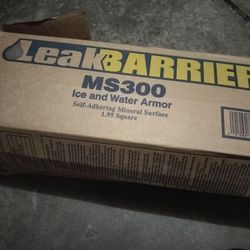 LeakBARRIER
MS300
Ice and Water Armor
Self-Adhering Mineral Surface
1.95 Square